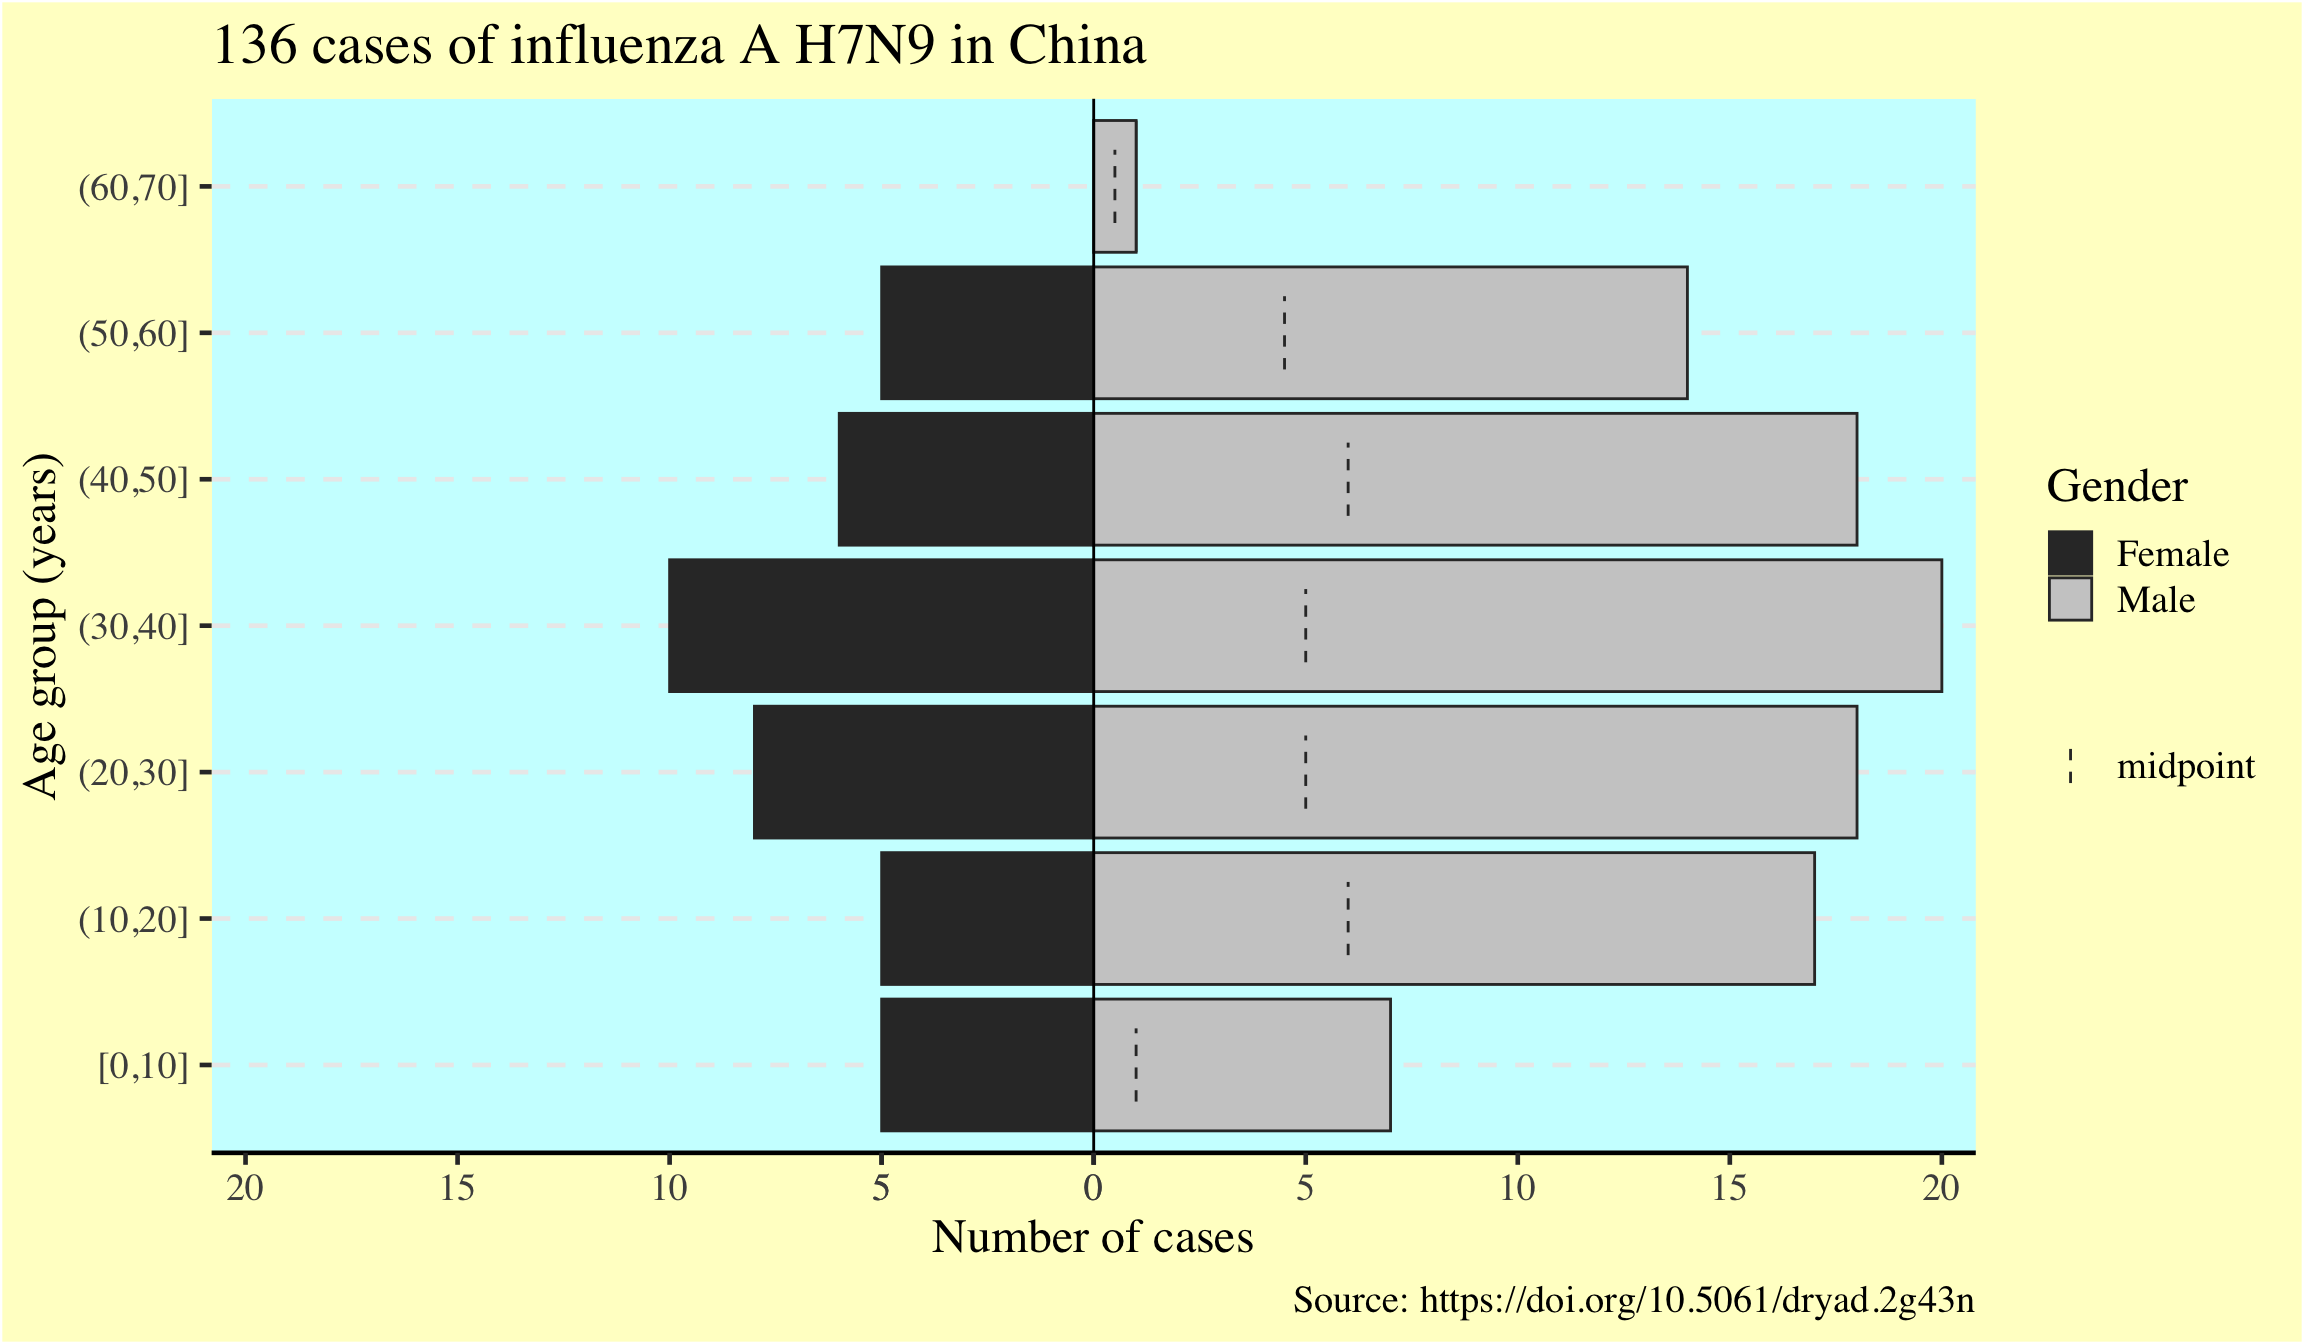 136 cases of influenza A H7N9 in China
Age group (years)
(60,70]
(50,60]
(40,50]
(30,40]
(20,30]
(10,20]
[0,10]
20 15 10 5 0 5 10 15 20
Number of cases
Gender
Female
Male
midpoint
Source: https://doi.org/10.5061/dryad.2g43n